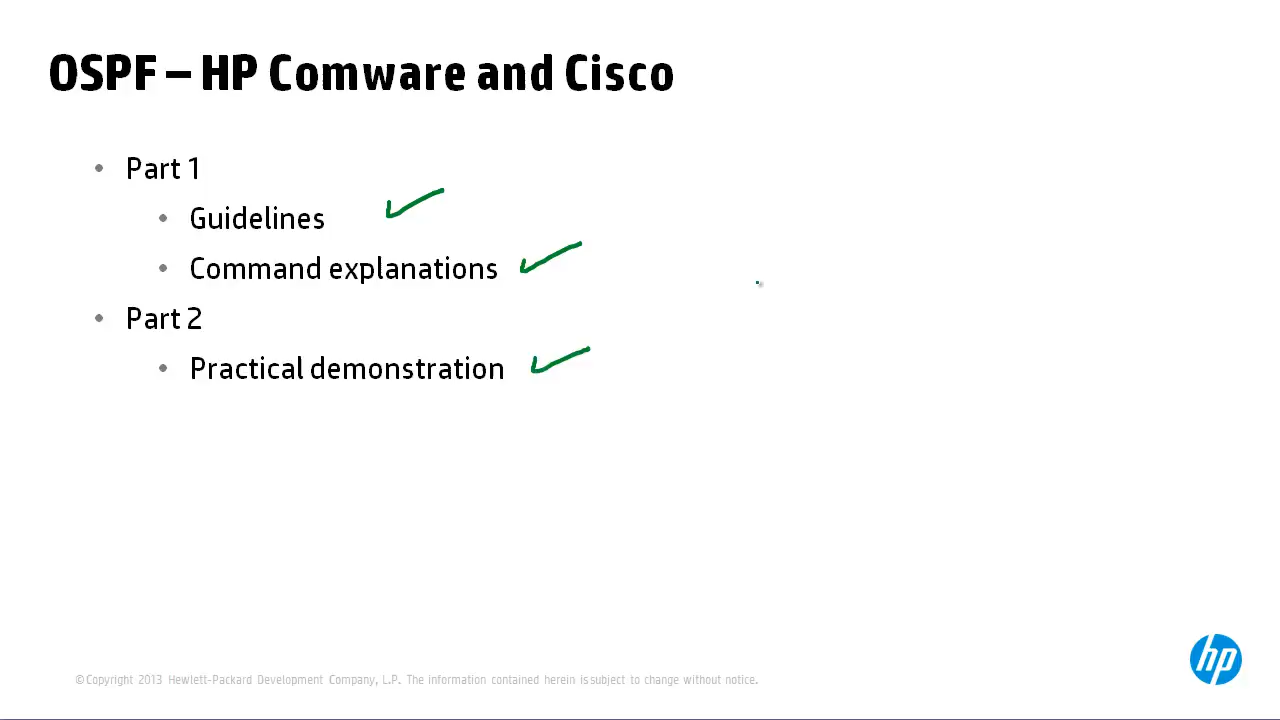 OSPF – HP Comware and Cisco
• Part 1
• Guidelines
• Command explanations
• Part 2
• Practical demonstration
©Copyright 2013 Hewlett-Packard Development Company, L.P. The information contained herein is subject to change without notice.
hp